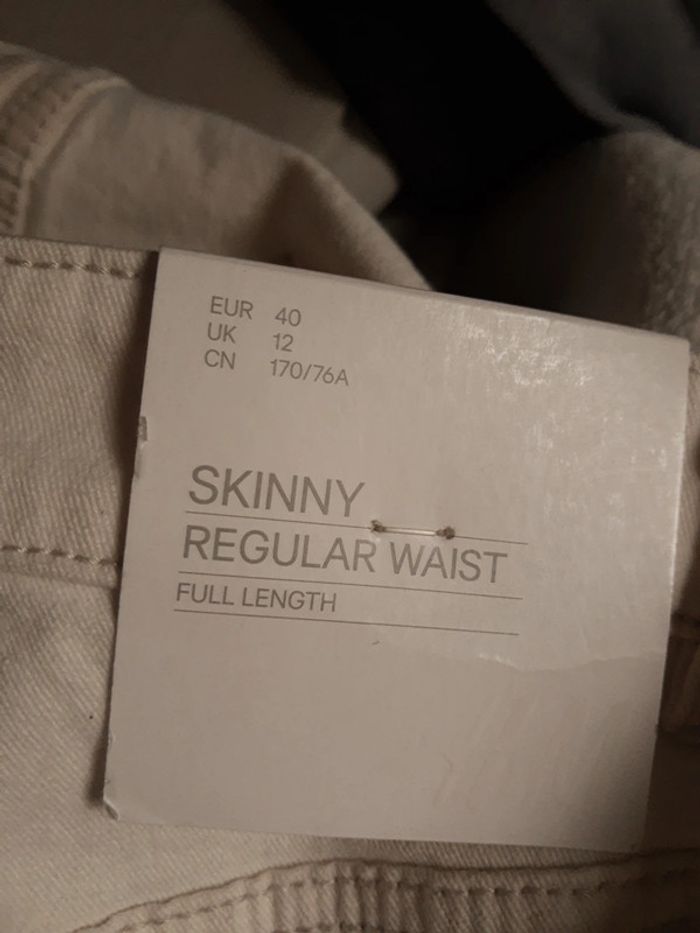 EUR 40
UK 12
CN 170/76A
SKINNY
REGULAR WAIST
FULL LENGTH